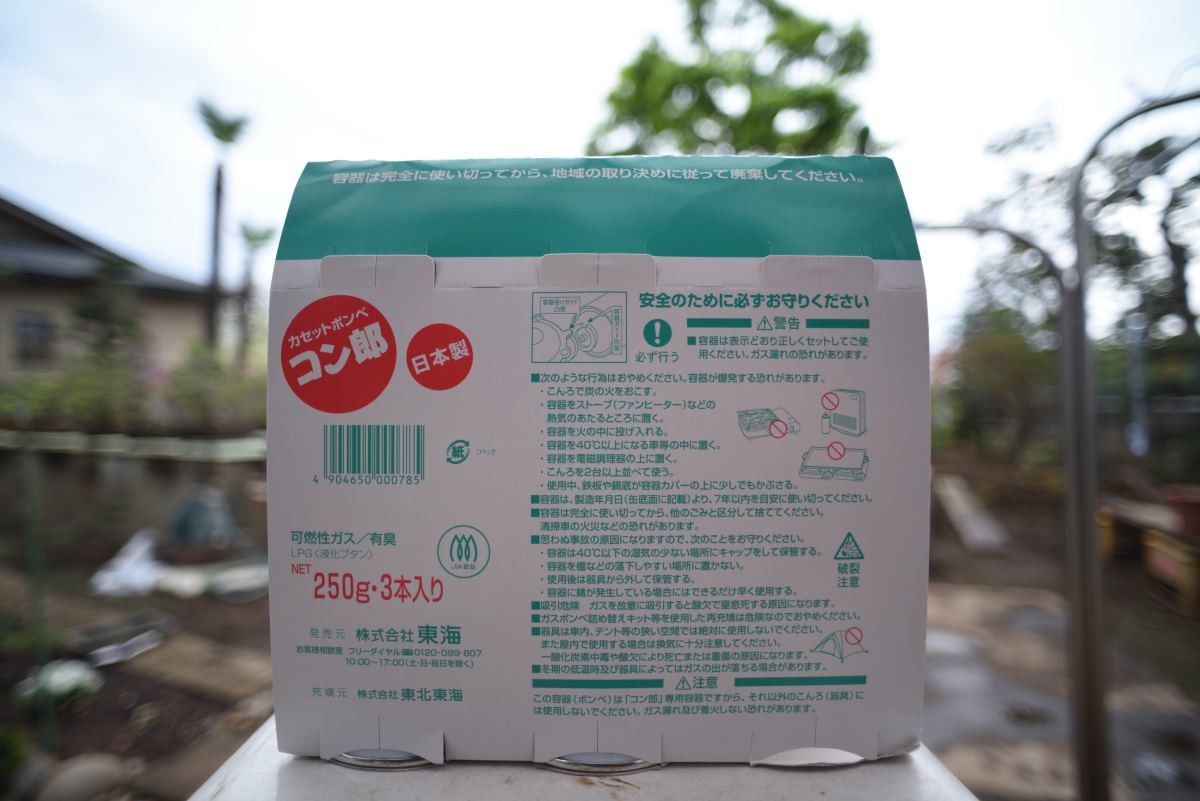 容器は完全に使い切ってから、地域の取り決めに従って廃棄してください。
カセットボンベ
コン郎
日本製
4 904650 000785
紙
:パック
可燃性ガス／有臭
LPG〈液化ブタン〉
NET
250g・3本入り
JIA認証
発売元 株式会社 東海
お客様相談室 フリーダイヤル 0120-099-807
10:00〜17:00(土・日・祝日を除く)
充填元 株式会社 東北東海
容器受けガイド
凸部
必ず行う
安全のために必ずお守りください
警告
■容器は表示どおり正しくセットしてご使
用ください。ガス漏れの恐れがあります。
■次のような行為はおやめください。容器が爆発する恐れがあります。
・こんろで炭の火をおこす。
・容器をストーブ(ファンヒーター)などの
熱気のあたるところに置く。
・容器を火の中に投げ入れる。
・容器を40℃以上になる車等の中に置く。
・容器を電磁調理器の上に置く。
・こんろを2台以上並べて使う。
・使用中、鉄板や鍋底が容器カバーの上に少しでもかぶさる。
■容器は、製造年月日(缶底面に記載)より、7年以内を目安に使い切ってください。
■容器は完全に使い切ってから、他のごみと区分して捨ててください。
清掃車の火災などの恐れがあります。
■思わぬ事故の原因になりますので、次のことをお守りください。
・容器は40℃以下の湿気の少ない場所にキャップをして保管する。
・容器を棚などの落下しやすい場所に置かない。
・使用後は器具から外して保管する。
・容器に錆が発生している場合にはできるだけ早く使用する。
破裂
注意
■吸引危険 ガスを故意に吸引すると酸欠で窒息死する原因になります。
■ガスボンベ詰め替えキット等を使用した再充填は危険なのでおやめください。
■器具は車内、テント等の狭い空間では絶対に使用しないでください。
また屋内で使用する場合は換気に十分注意してください。
一酸化炭素中毒や酸欠により死亡または重傷の原因になります。
■冬期の低温時及び器具によってはガスの出が落ちる場合があります。
注意
この容器(ボンベ)は「コン郎」専用容器ですから、それ以外のこんろ(器具)に
は使用しないでください。ガス漏れ及び着火しない恐れがあります。